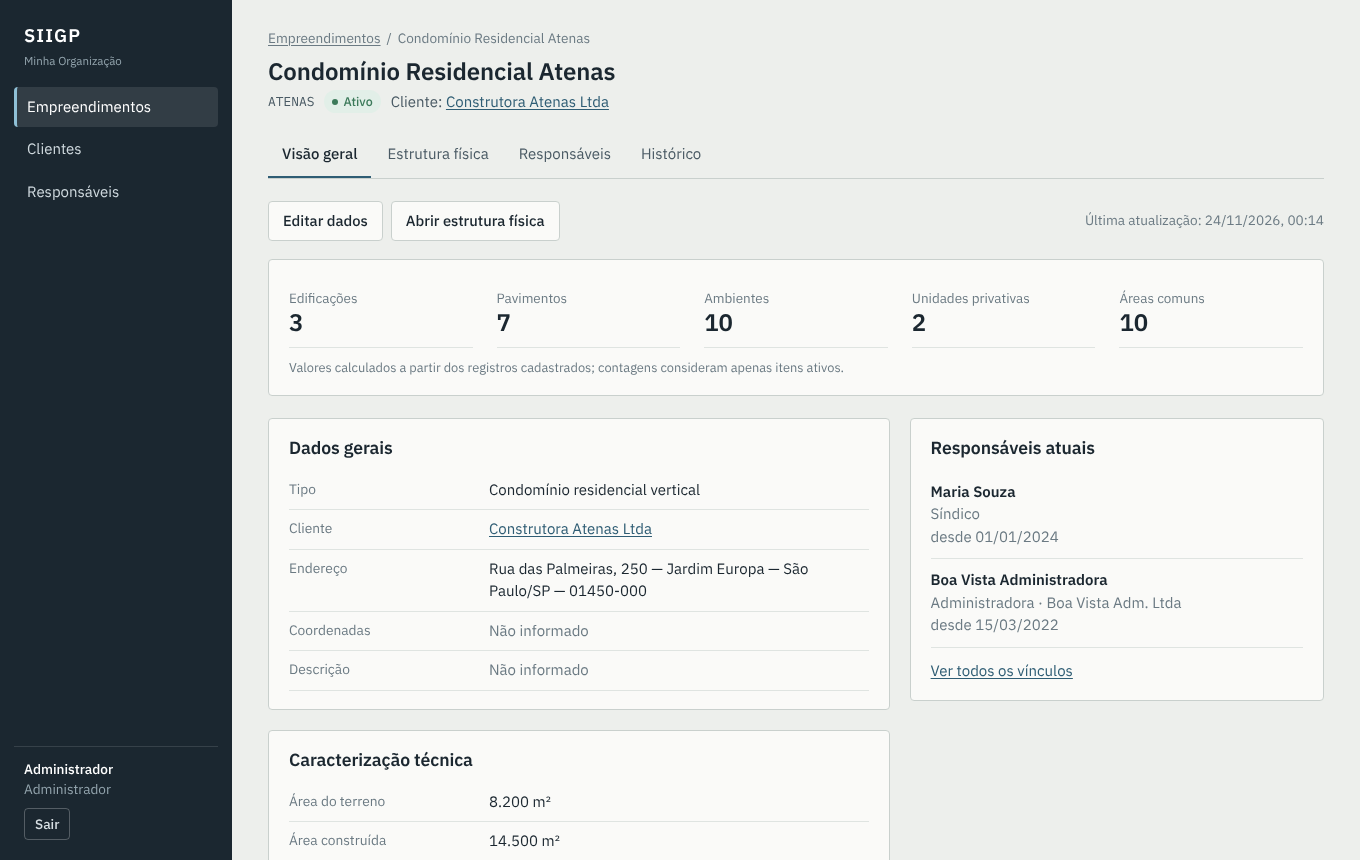 SIIGP
Minha Organização
Empreendimentos
Clientes
Responsáveis
Administrador
Administrador
Sair
Empreendimentos / Condomínio Residencial Atenas
Condomínio Residencial Atenas
ATENAS Ativo Cliente: Construtora Atenas Ltda
Visão geral Estrutura física Responsáveis Histórico
Editar dados Abrir estrutura física Última atualização: 24/11/2026, 00:14
Edificações Pavimentos Ambientes Unidades privativas Áreas comuns
3 7 10 2 10
Valores calculados a partir dos registros cadastrados; contagens consideram apenas itens ativos.
Dados gerais
Tipo Condomínio residencial vertical
Cliente Construtora Atenas Ltda
Endereço Rua das Palmeiras, 250 — Jardim Europa — São
Paulo/SP — 01450-000
Coordenadas Não informado
Descrição Não informado
Responsáveis atuais
Maria Souza
Síndico
desde 01/01/2024
Boa Vista Administradora
Administradora · Boa Vista Adm. Ltda
desde 15/03/2022
Ver todos os vínculos
Caracterização técnica
Área do terreno 8.200 m²
Área construída 14.500 m²